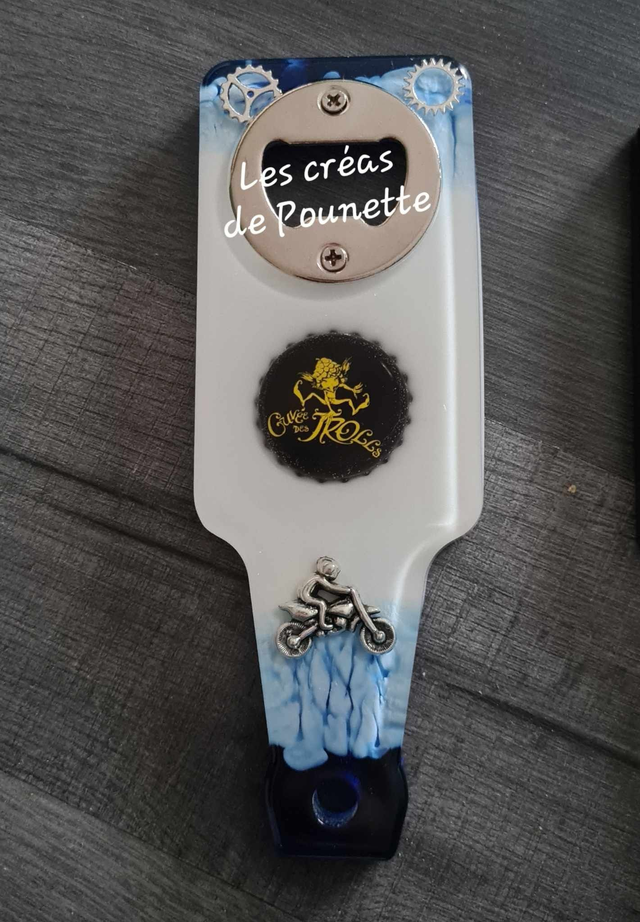 Les créas
de Pounette
CUVÉE
DES TROLLS